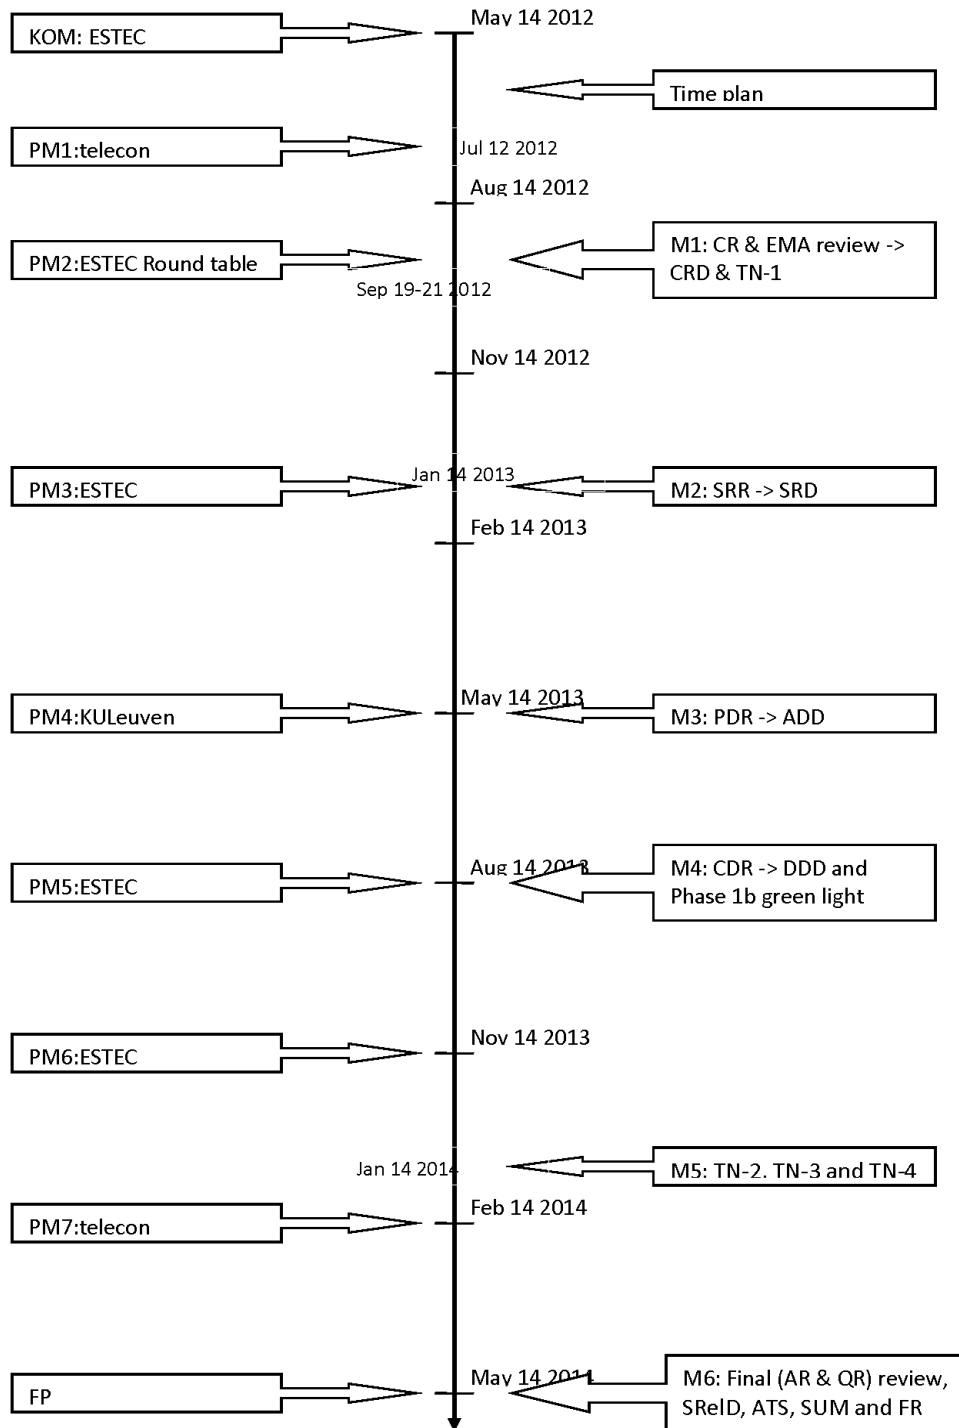 May 14 2012
KOM: ESTEC
Time plan
PM1:telecon
Jul 12 2012
Aug 14 2012
PM2:ESTEC Round table
M1: CR & EMA review ->
CRD & TN-1
Sep 19-21 2012
Nov 14 2012
Jan 14 2013
PM3:ESTEC
M2: SRR -> SRD
Feb 14 2013
May 14 2013
PM4:KULeuven
M3: PDR -> ADD
Aug 14 2013
PM5:ESTEC
M4: CDR -> DDD and
Phase 1b green light
Nov 14 2013
PM6:ESTEC
Jan 14 2014
M5: TN-2, TN-3 and TN-4
Feb 14 2014
PM7:telecon
May 14 2014
FP
M6: Final (AR & QR) review,
SRelD, ATS, SUM and FR